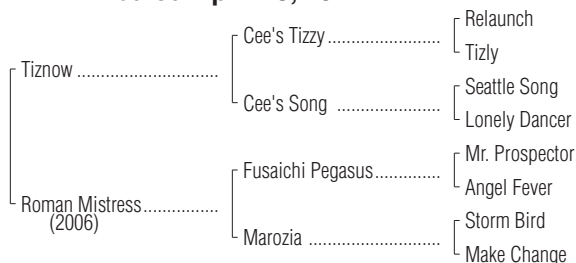 Relaunch
Cee's Tizzy
Tizly
Tiznow
Seattle Song
Cee's Song
Lonely Dancer
Mr. Prospector
Fusaichi Pegasus
Angel Fever
Roman Mistress
(2006)
Storm Bird
Marozia
Make Change